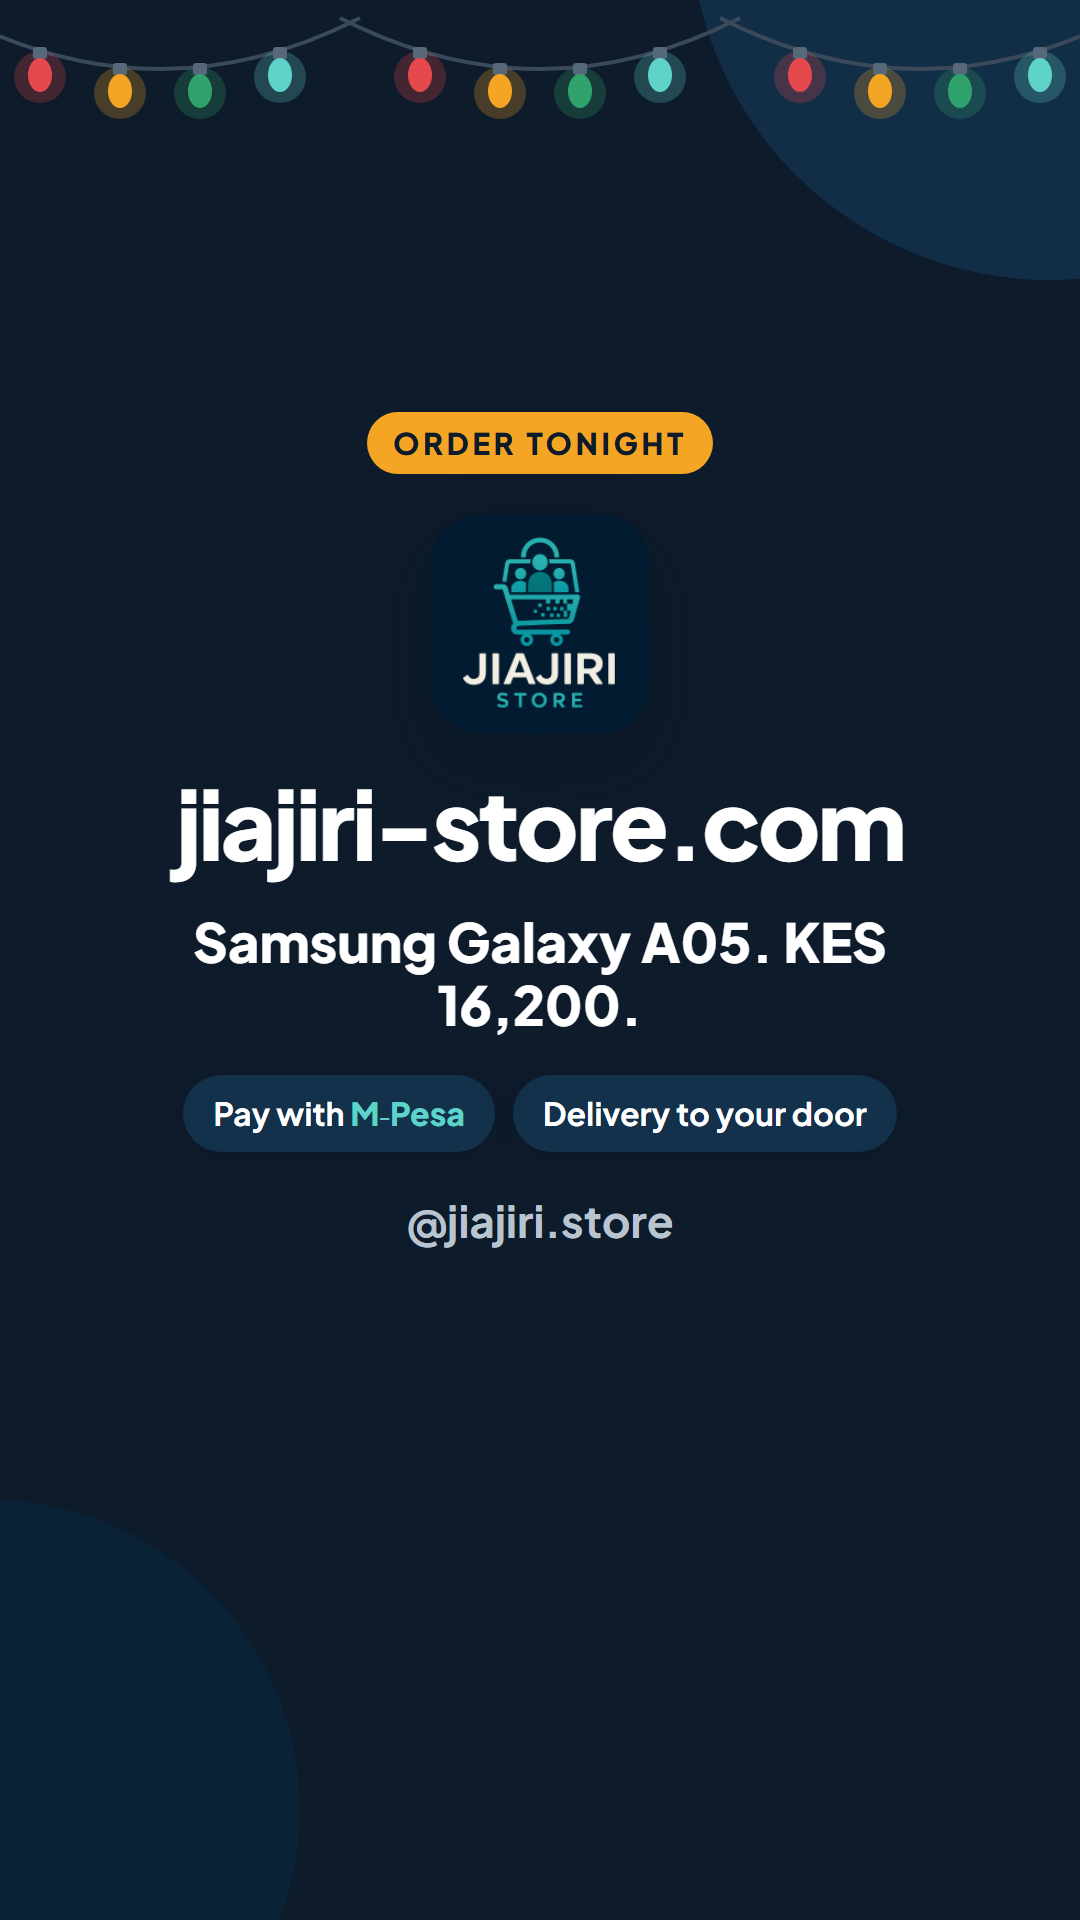 ORDER TONIGHT
JIAJIRI
STORE
jiajiri-store.com
Samsung Galaxy A05. KES
16,200.
Pay with M-Pesa
Delivery to your door
@jiajiri.store